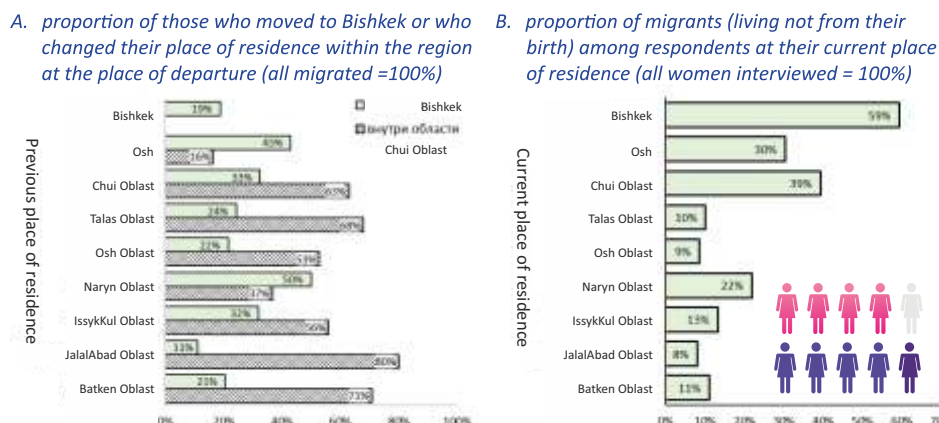 A. proportion of those who moved to Bishkek or who
changed their place of residence within the region
at the place of departure (all migrated =100%)
Previous place of residence
Bishkek
внутри области
Chui Oblast
Bishkek 19%
Osh
16%
Chui Oblast 33%
63%
Talas Oblast 24%
68%
Osh Oblast 22%
53%
Naryn Oblast 50%
37%
IssykKul Oblast 32%
56%
JalalAbad Oblast 11%
80%
Batken Oblast 21%
71%
0% 20% 40% 60% 80% 100%
B. proportion of migrants (living not from their
birth) among respondents at their current place
of residence (all women interviewed = 100%)
Current place of residence
Bishkek 59%
Osh 30%
Chui Oblast 39%
Talas Oblast 10%
Osh Oblast 9%
Naryn Oblast 22%
IssykKul Oblast 13%
JalalAbad Oblast 8%
Batken Oblast 11%
0% 10% 20% 30% 40% 50% 60%